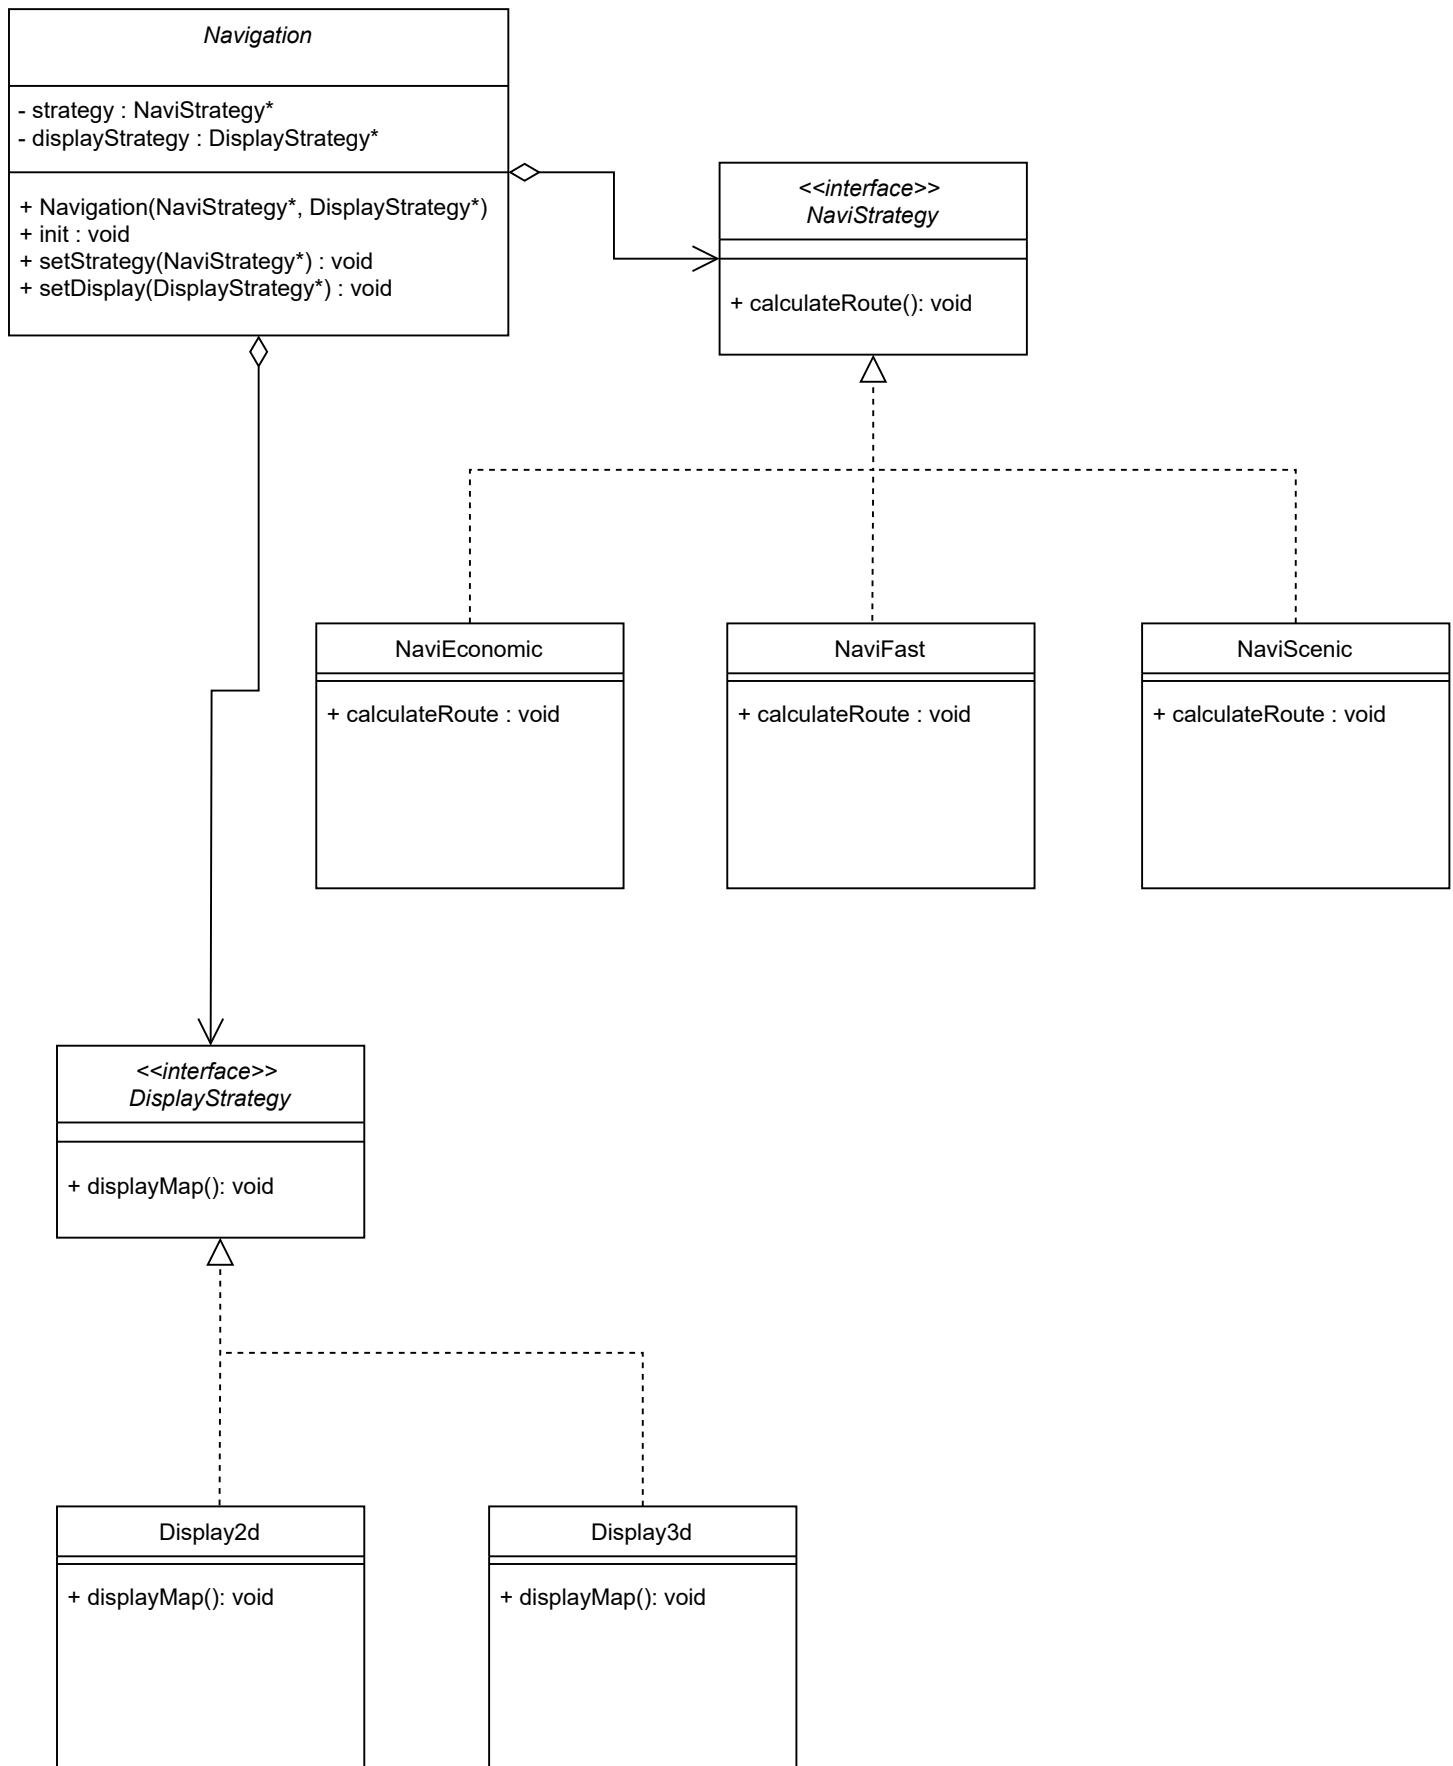 Navigation
- strategy : NaviStrategy*
- displayStrategy : DisplayStrategy*
+ Navigation(NaviStrategy*, DisplayStrategy*)
+ init : void
+ setStrategy(NaviStrategy*) : void
+ setDisplay(DisplayStrategy*) : void
<<interface>>
NaviStrategy
+ calculateRoute(): void
NaviEconomic
+ calculateRoute : void
NaviFast
+ calculateRoute : void
NaviScenic
+ calculateRoute : void
<<interface>>
DisplayStrategy
+ displayMap(): void
Display2d
+ displayMap(): void
Display3d
+ displayMap(): void